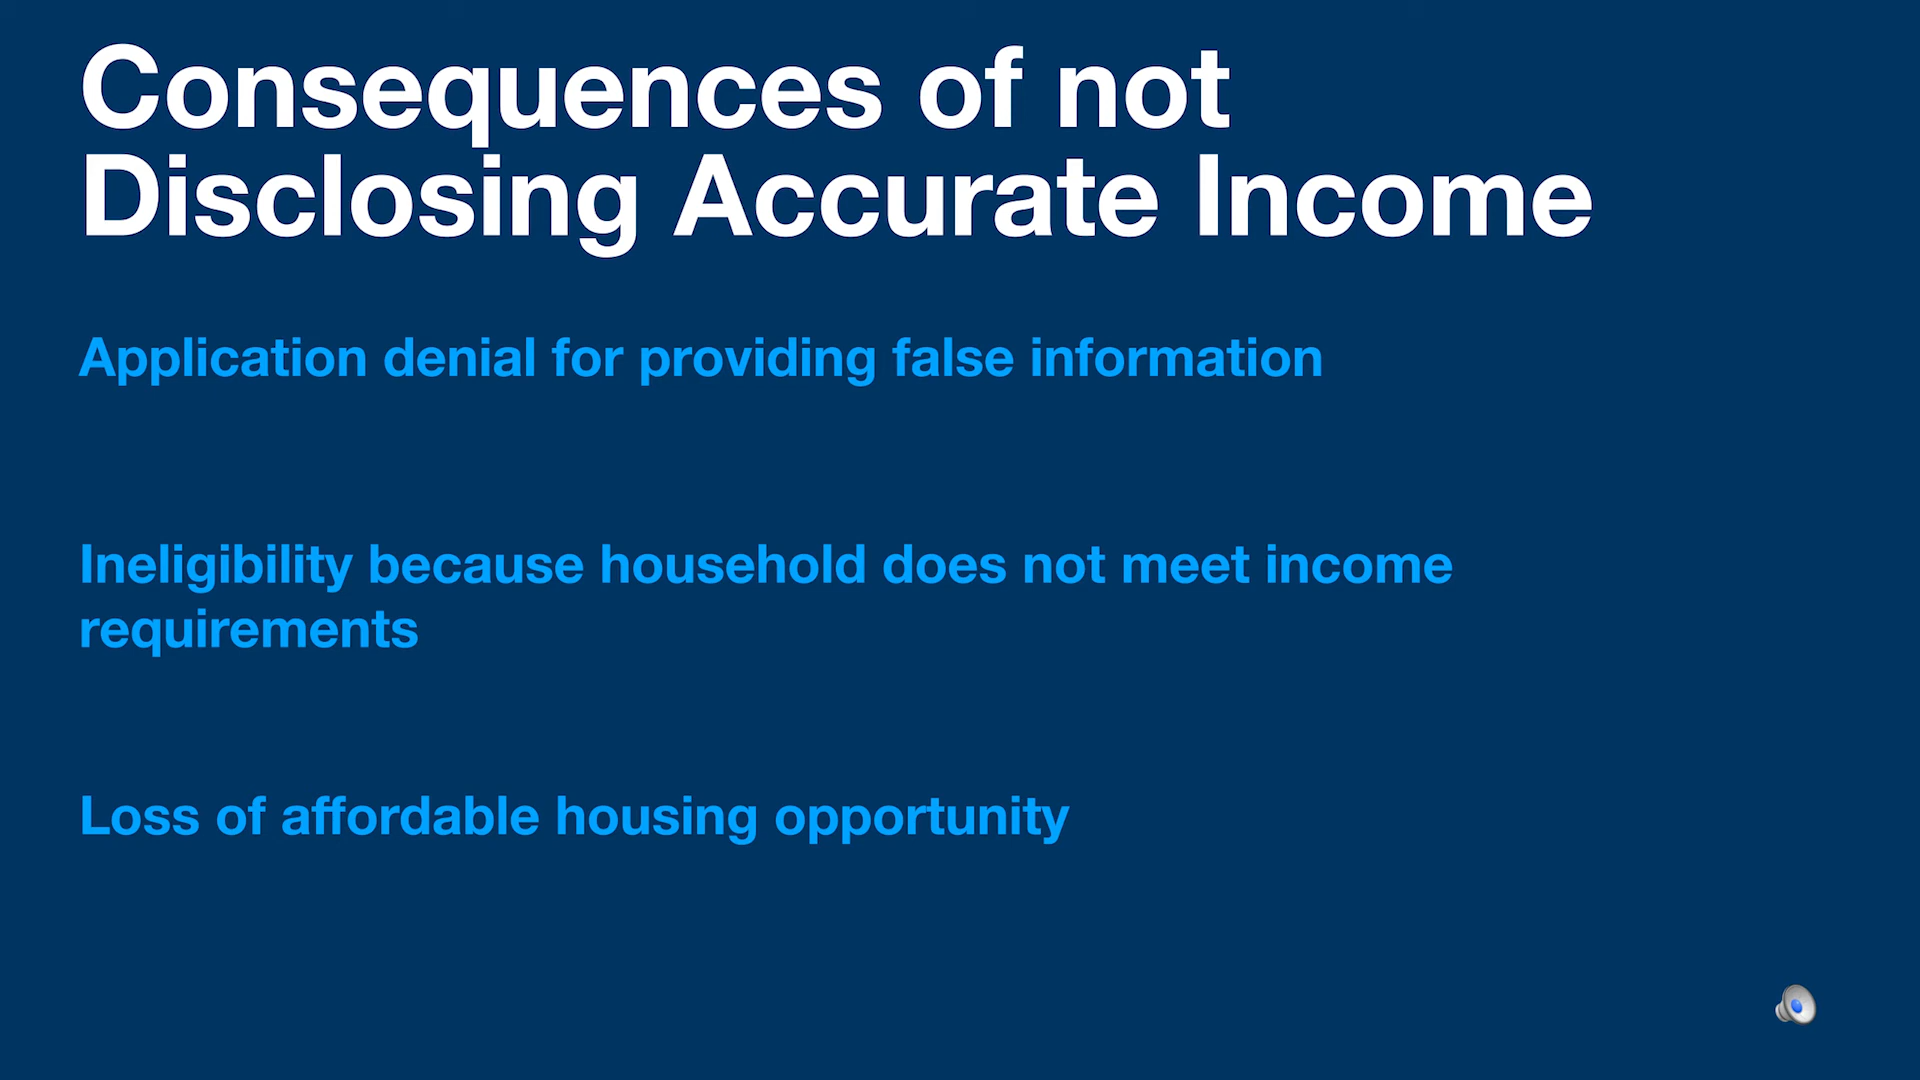 Consequences of not
Disclosing Accurate Income
Application denial for providing false information
Ineligibility because household does not meet income
requirements
Loss of affordable housing opportunity